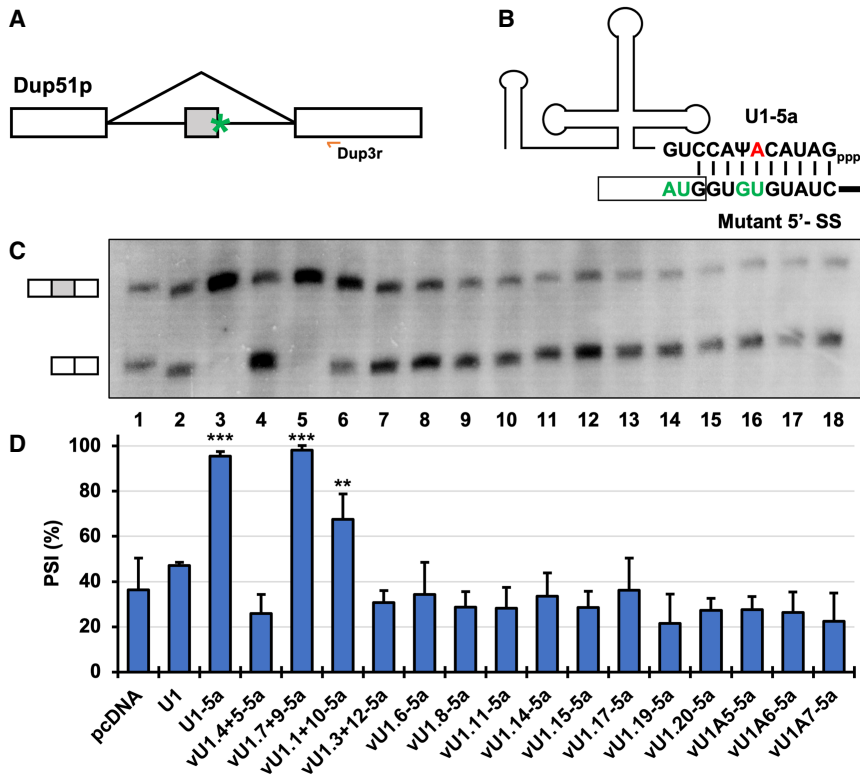 A
Dup51p
*
Dup3r
B
U1-5a
GUCCAΨACAUAGppp
AUGGUGUGUAUC
Mutant 5’- SS
C
1 2 3 4 5 6 7 8 9 10 11 12 13 14 15 16 17 18
D
*** *** **
PSI (%)
100
80
60
40
20
0
pcDNA
U1
U1-5a
vU1.4+5-5a
vU1.7+9-5a
vU1.1+10-5a
vU1.3+12-5a
vU1.6-5a
vU1.8-5a
vU1.11-5a
vU1.14-5a
vU1.15-5a
vU1.17-5a
vU1.19-5a
vU1.20-5a
vU1A5-5a
vU1A6-5a
vU1A7-5a